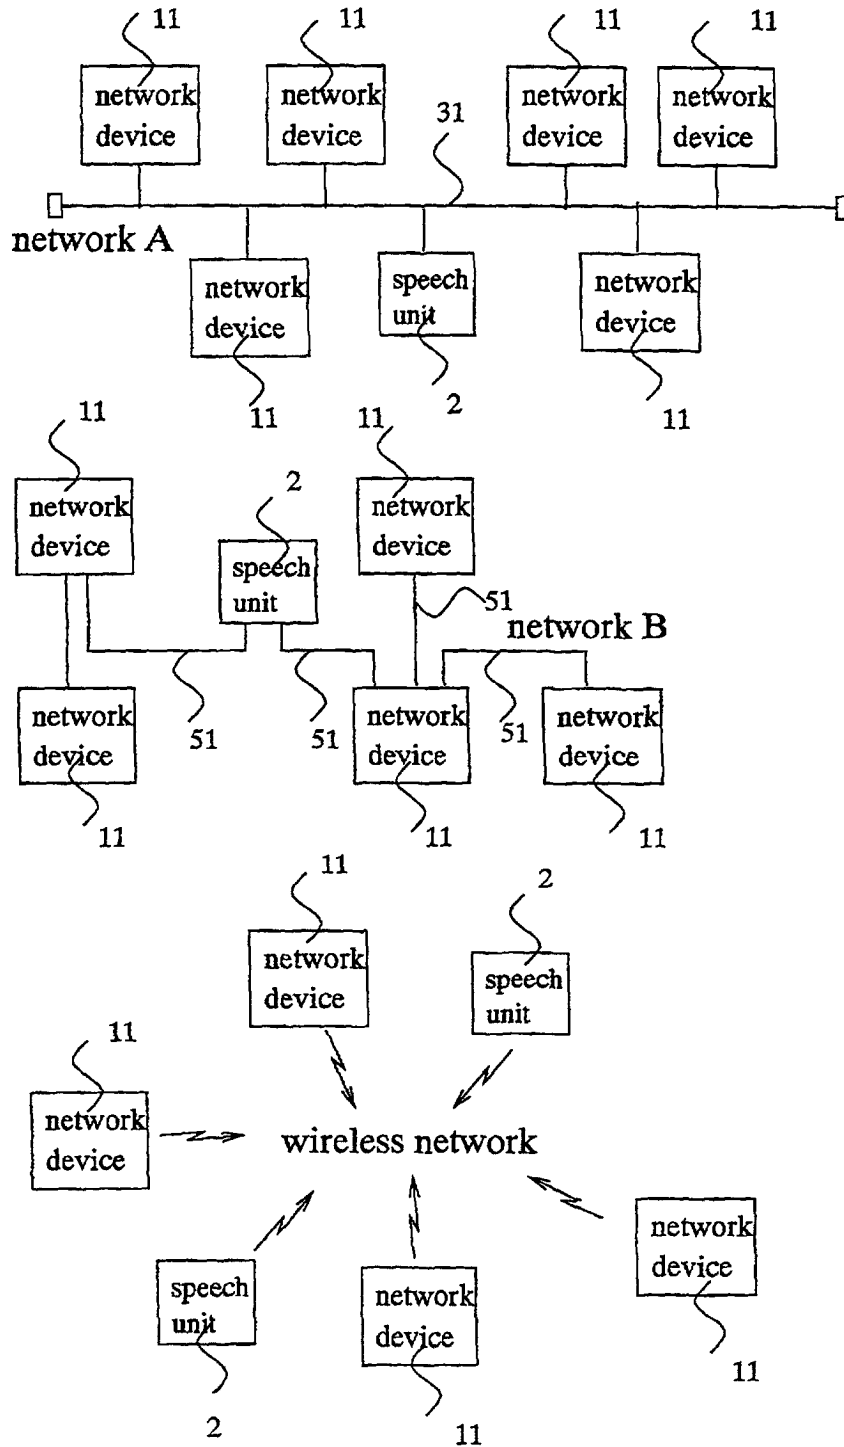 11 11 11 11
network device
network device
31
network device
network device
network A
network device
speech unit
network device
11 2 11
11 2 11
network device
speech unit
network device
51
network B
51 51 51
network device
network device
network device
11 11 11
11 2
network device
speech unit
11
network device
wireless network
network device
speech unit
network device
11
2 11